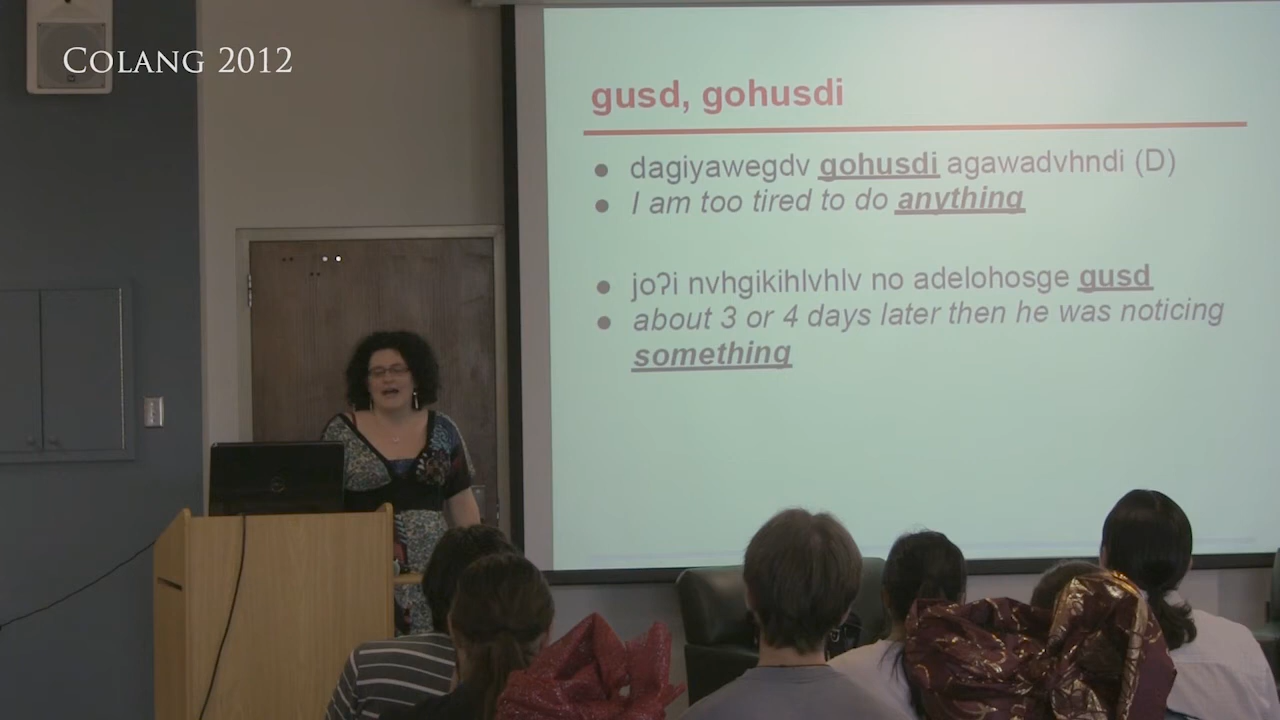 COLANG 2012
gusd, gohusdi
dagiyawegdv gohusdi agawadvhndi (D)
I am too tired to do anything
joʔi nvhgikihlvhlv no adelohosge gusd
about 3 or 4 days later then he was noticing
something